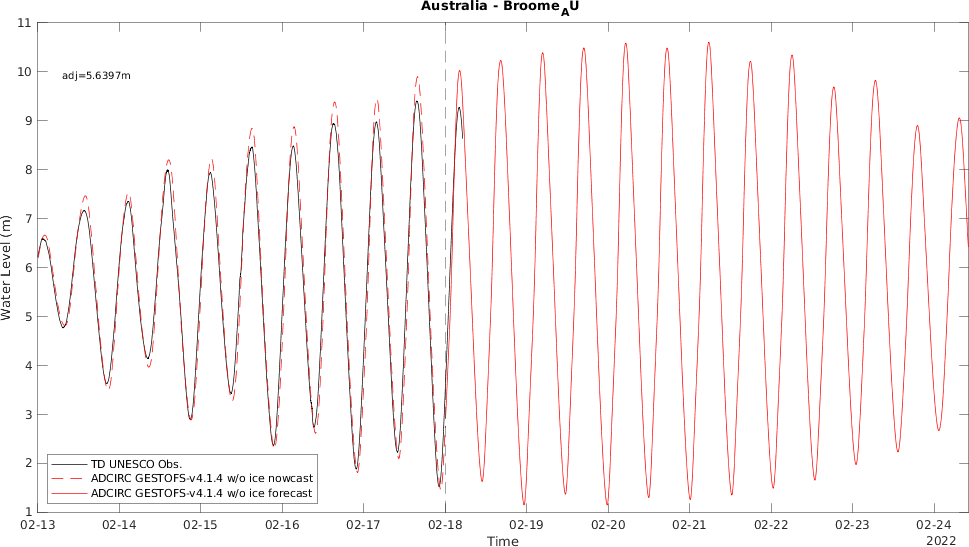 Australia - Broome_AU
11
10
9
8
7
6
5
4
3
2
1
Water Level (m)
adj=5.6397m
TD UNESCO Obs.
ADCIRC GESTOFS-v4.1.4 w/o ice nowcast
ADCIRC GESTOFS-v4.1.4 w/o ice forecast
02-13 02-14 02-15 02-16 02-17 02-18 02-19 02-20 02-21 02-22 02-23 02-24
Time
2022